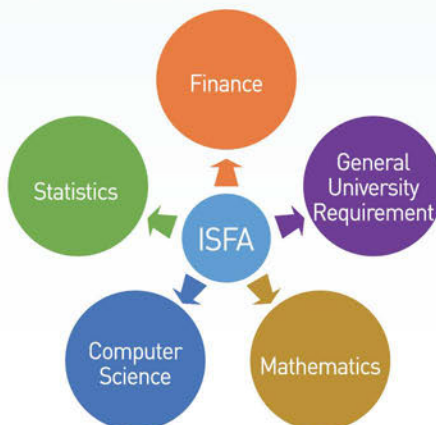 Finance
Statistics
General
University
Requirement
ISFA
Computer
Science
Mathematics